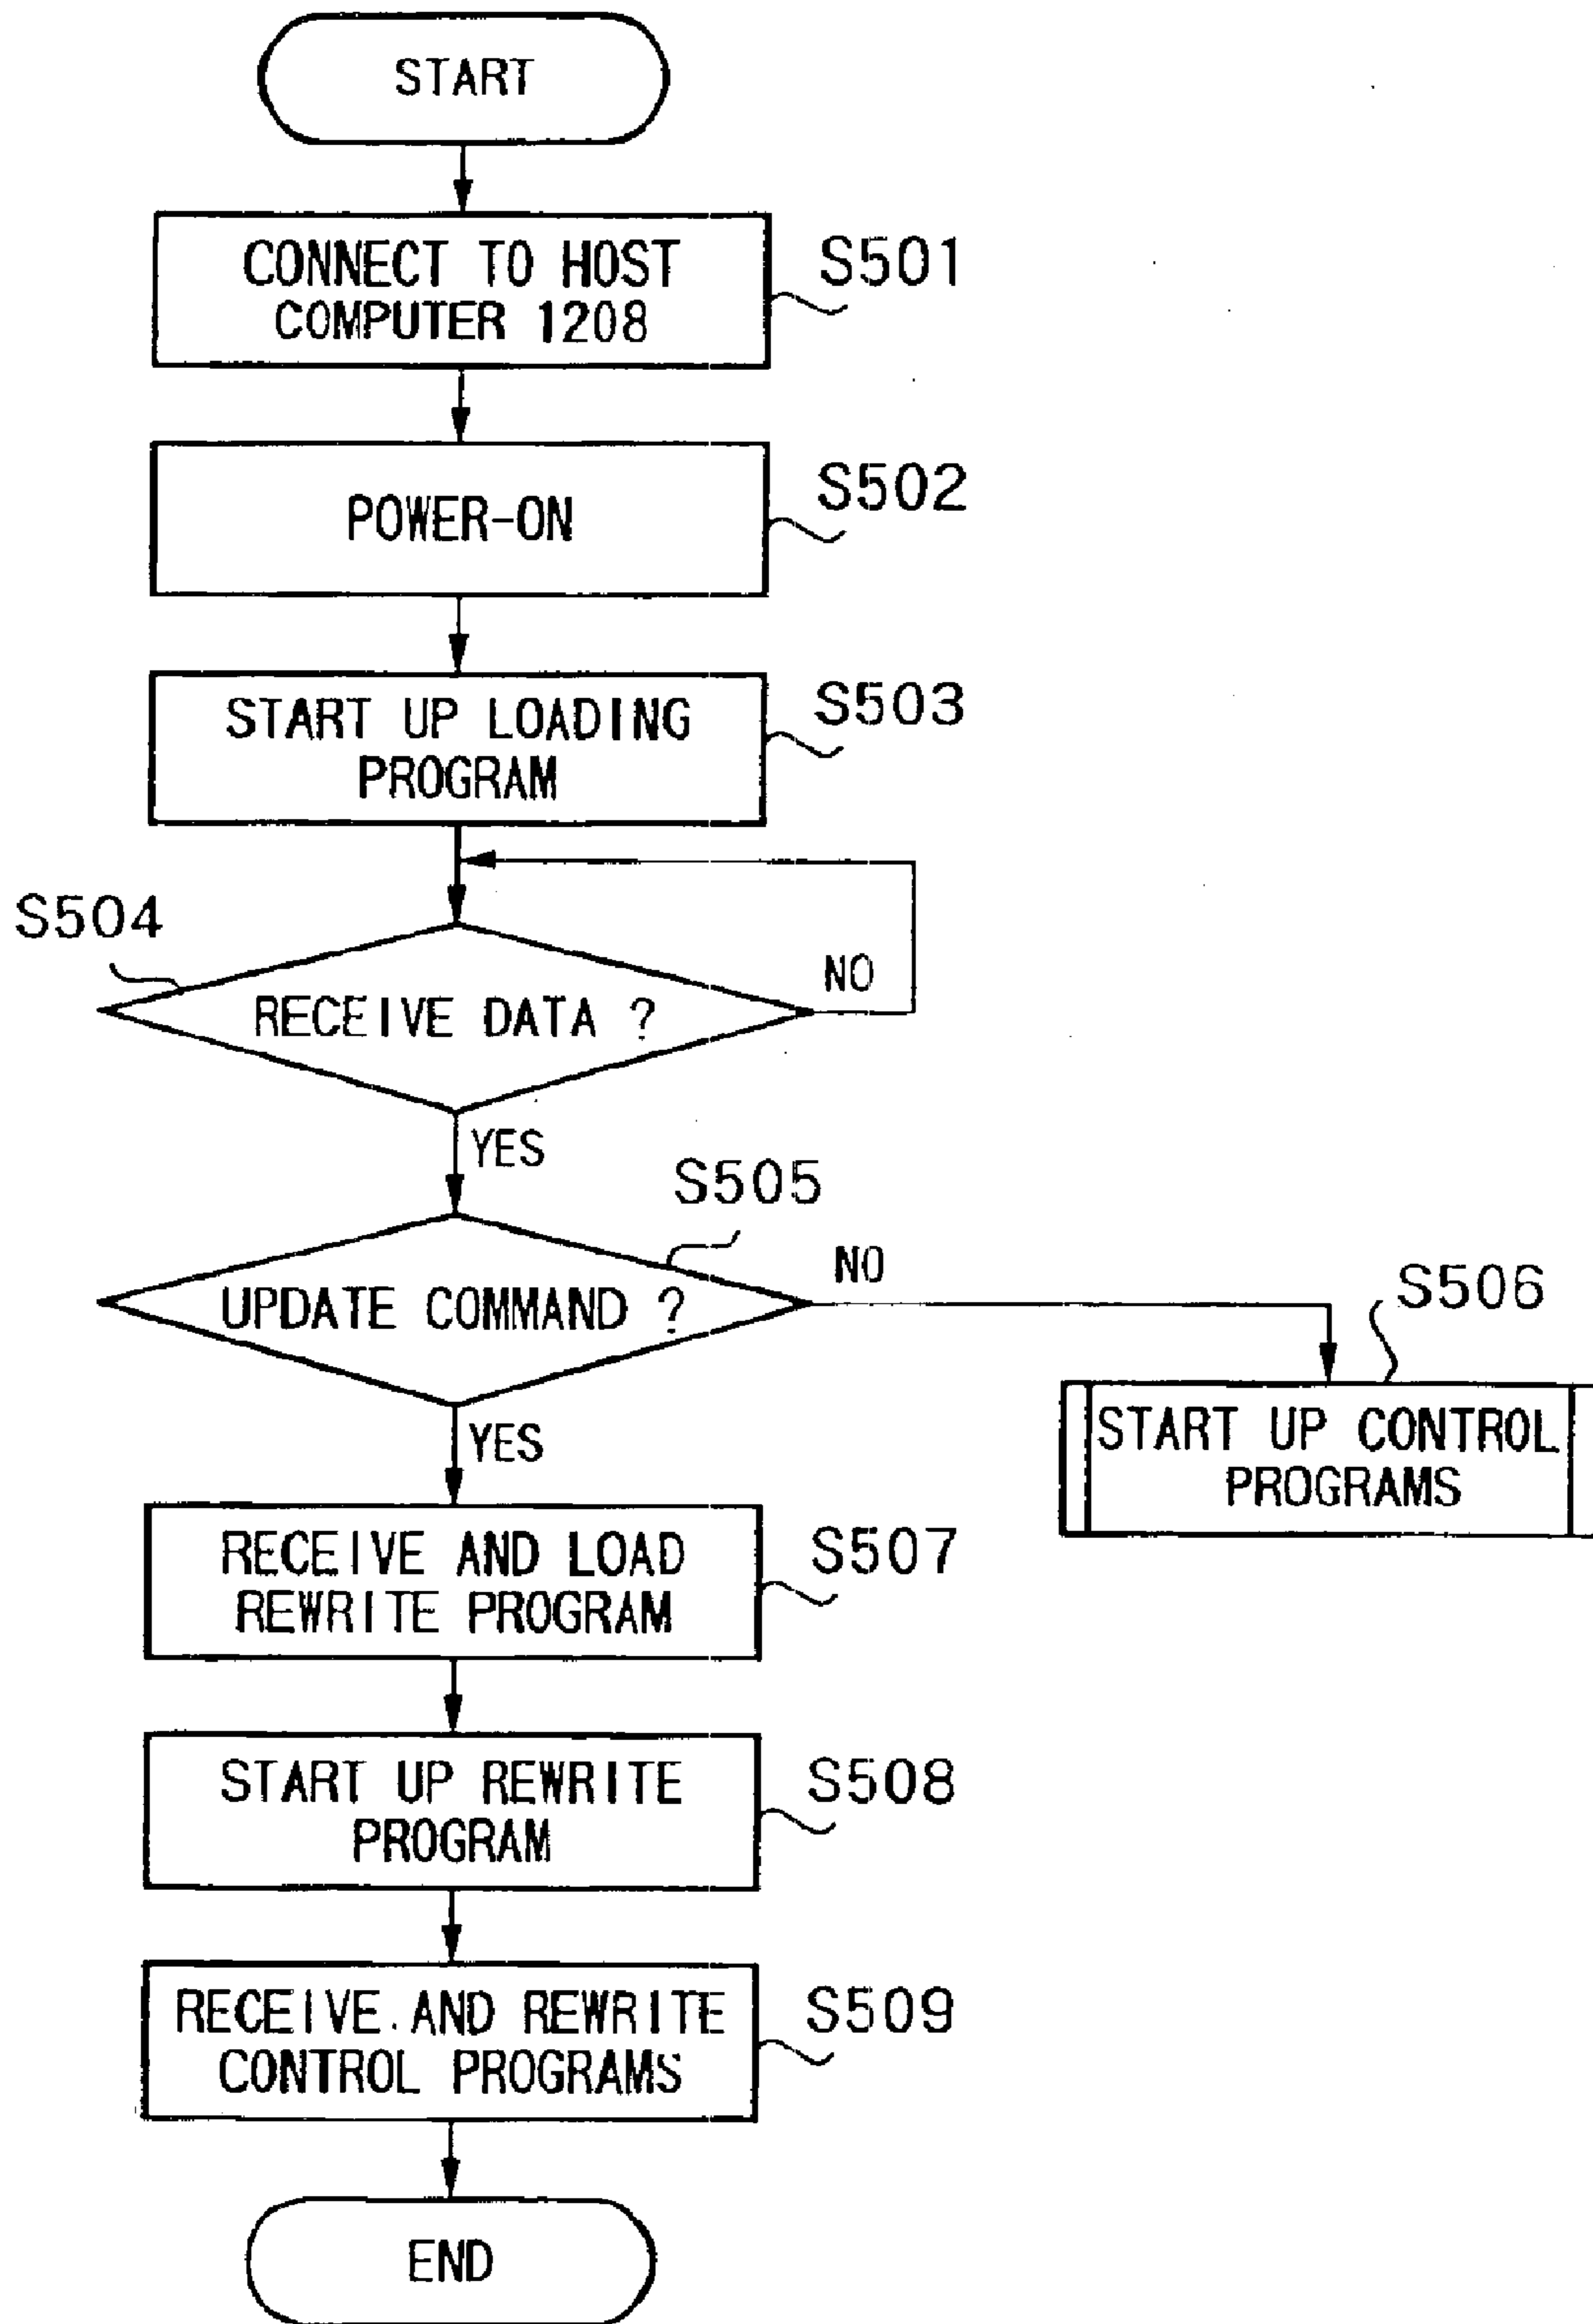 START
CONNECT TO HOST
COMPUTER 1208
S501
POWER-ON
S502
START UP LOADING
PROGRAM
S503
S504
RECEIVE DATA ?
NO
YES
S505
UPDATE COMMAND ?
NO
S506
START UP CONTROL
PROGRAMS
YES
RECEIVE AND LOAD
REWRITE PROGRAM
S507
START UP REWRITE
PROGRAM
S508
RECEIVE AND REWRITE
CONTROL PROGRAMS
S509
END